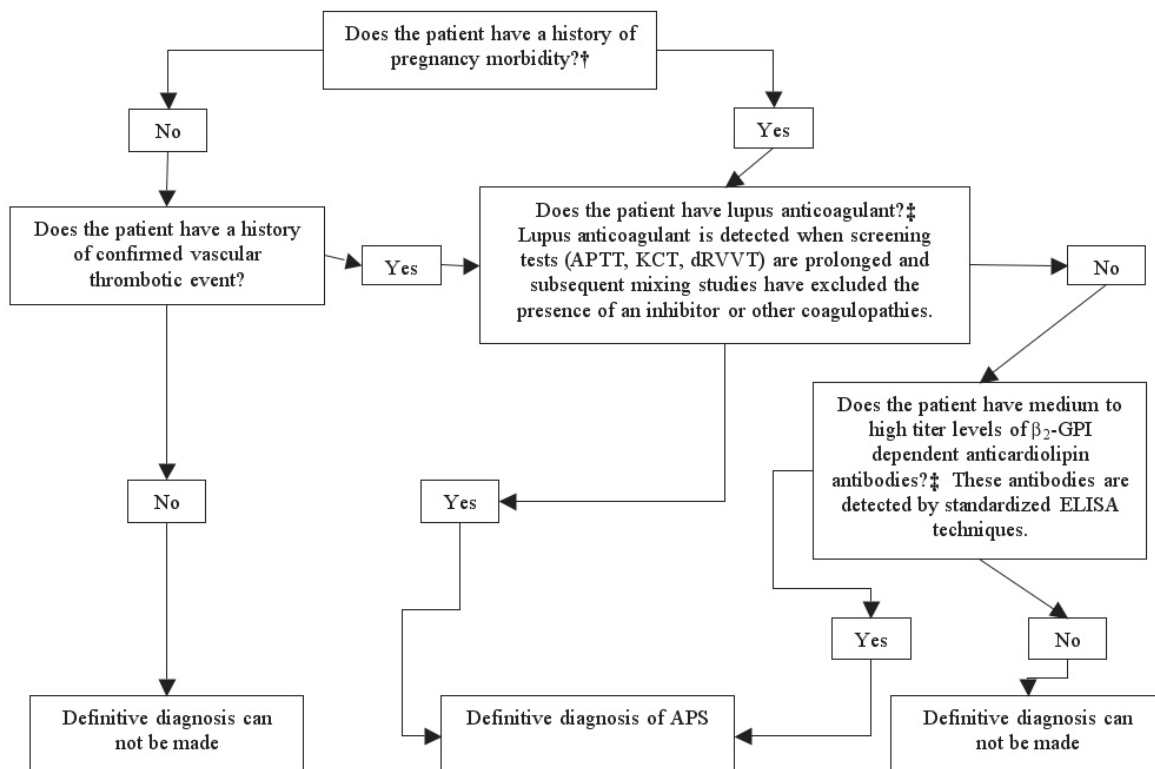 Does the patient have a history of
pregnancy morbidity?†
No
Yes
Does the patient have a history
of confirmed vascular
thrombotic event?
Yes
Does the patient have lupus anticoagulant?‡
Lupus anticoagulant is detected when screening
tests (APTT, KCT, dRVVT) are prolonged and
subsequent mixing studies have excluded the
presence of an inhibitor or other coagulopathies.
No
Does the patient have medium to
high titer levels of β₂-GPI
dependent anticardiolipin
antibodies?‡ These antibodies are
detected by standardized ELISA
techniques.
No
Yes
Yes
No
Definitive diagnosis can
not be made
Definitive diagnosis of APS
Definitive diagnosis can
not be made